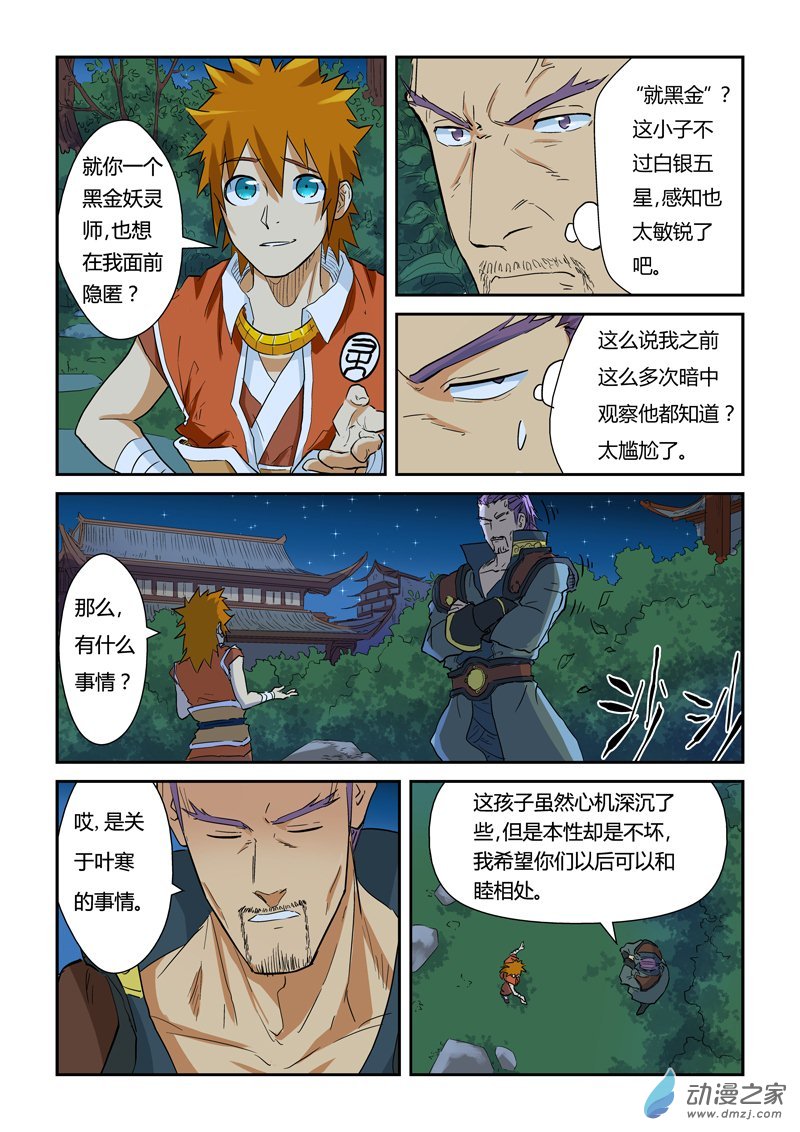 就你一个
黑金妖灵
师，也想
在我面前
隐匿？
灵
“就黑金”？
这小子不
过白银五
星，感知也
太敏锐了
吧。
这么说我之前
这么多次暗中
观察他都知道？
太尴尬了。
那么，
有什么
事情？
沙沙
哎，是关
于叶寒
的事情。
这孩子虽然心机深沉了
些，但是本性却是不坏，
我希望你们以后可以和
睦相处。
动漫之家
www.dmzj.com